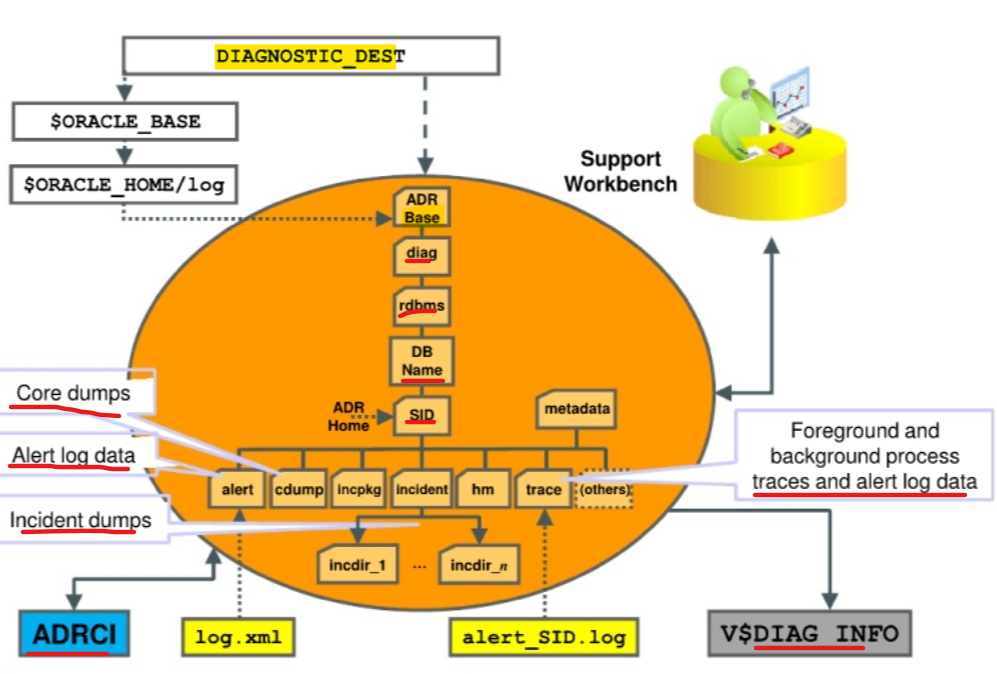 DIAGNOSTIC_DEST
$ORACLE_BASE
$ORACLE_HOME/log
Support
Workbench
ADR
Base
diag
rdbms
DB
Name
Core dumps
ADR
Home
SID
metadata
Foreground and
background process
traces and alert log data
Alert log data
alert
cdump
incpkg
incident
hm
trace
(others)
Incident dumps
incdir_1
...
incdir_n
ADRCI
log.xml
alert_SID.log
V$DIAG_INFO